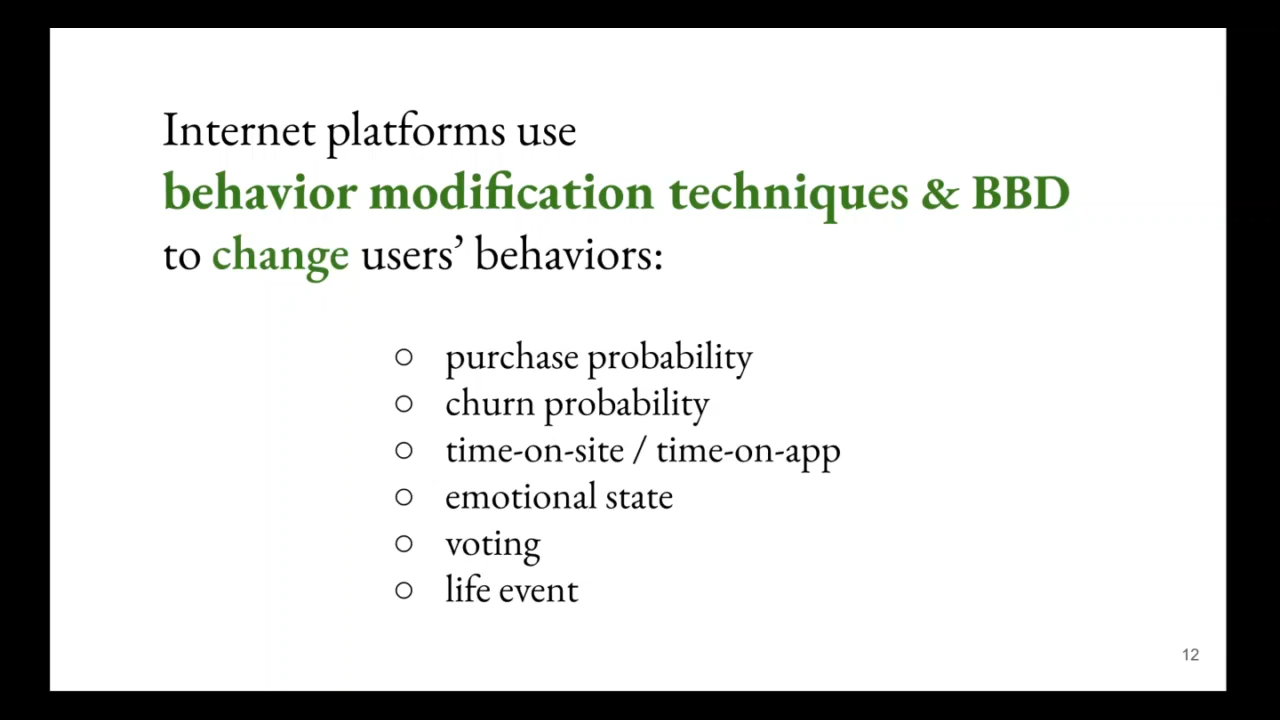 Internet platforms use
behavior modification techniques & BBD
to change users’ behaviors:
○ purchase probability
○ churn probability
○ time-on-site / time-on-app
○ emotional state
○ voting
○ life event
12